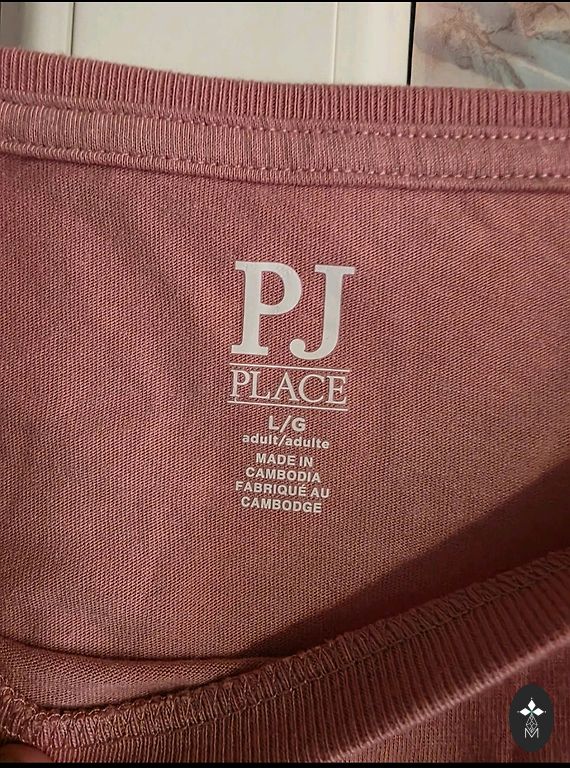 PJ
PLACE
L/G
adult/adulte
MADE IN
CAMBODIA
FABRIQUÉ AU
CAMBODGE
M